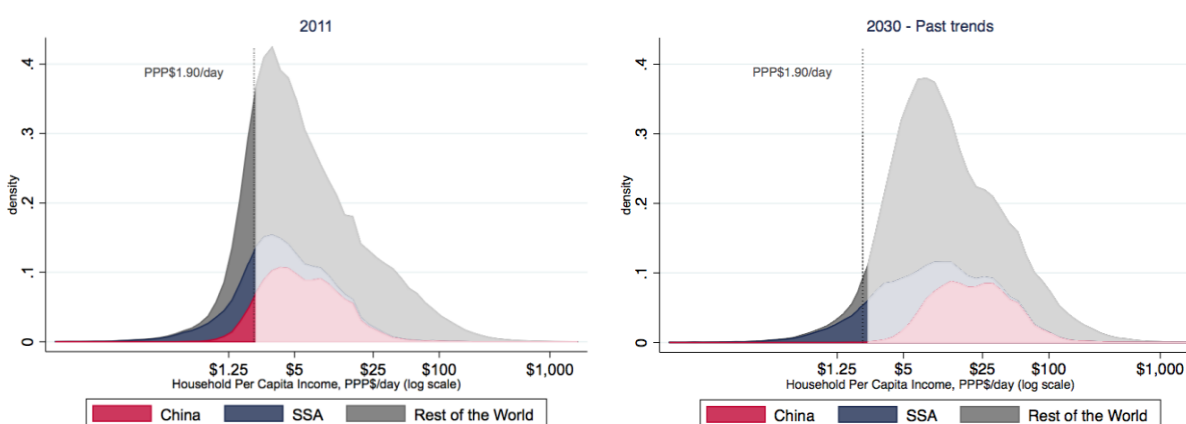 2011
PPP$1.90/day
density
.4
.3
.2
.1
0
$1.25
$5
$25
$100
$1,000
Household Per Capita Income, PPP$/day (log scale)
China
SSA
Rest of the World
2030 - Past trends
PPP$1.90/day
density
.4
.3
.2
.1
0
$1.25
$5
$25
$100
$1,000
Household Per Capita Income, PPP$/day (log scale)
China
SSA
Rest of the World